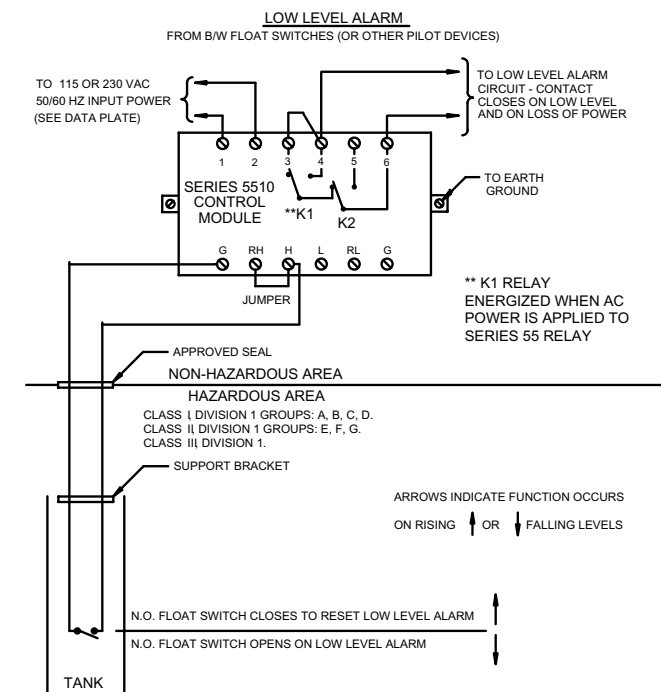 LOW LEVEL ALARM
FROM B/W FLOAT SWITCHES (OR OTHER PILOT DEVICES)
TO 115 OR 230 VAC
50/60 HZ INPUT POWER
(SEE DATA PLATE)
TO LOW LEVEL ALARM
CIRCUIT - CONTACT
CLOSES ON LOW LEVEL
AND ON LOSS OF POWER
1 2 3 4 5 6
SERIES 5510
CONTROL
MODULE
**K1
K2
TO EARTH
GROUND
G RH H L RL G
JUMPER
** K1 RELAY
ENERGIZED WHEN AC
POWER IS APPLIED TO
SERIES 55 RELAY
APPROVED SEAL
NON-HAZARDOUS AREA
HAZARDOUS AREA
CLASS I, DIVISION 1 GROUPS: A, B, C, D.
CLASS II, DIVISION 1 GROUPS: E, F, G.
CLASS III, DIVISION 1.
SUPPORT BRACKET
ARROWS INDICATE FUNCTION OCCURS
ON RISING OR FALLING LEVELS
N.O. FLOAT SWITCH CLOSES TO RESET LOW LEVEL ALARM
N.O. FLOAT SWITCH OPENS ON LOW LEVEL ALARM
TANK